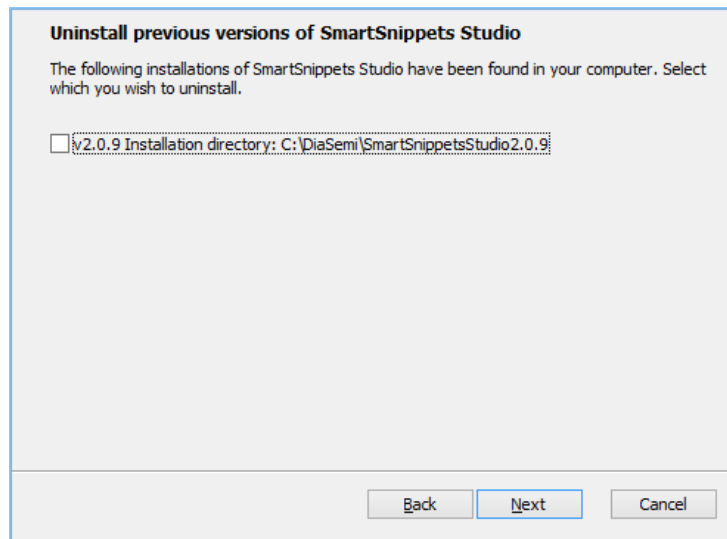 Uninstall previous versions of SmartSnippets Studio
The following installations of SmartSnippets Studio have been found in your computer. Select
which you wish to uninstall.
v2.0.9 Installation directory: C:\DiaSemi\SmartSnippetsStudio2.0.9
Back Next Cancel